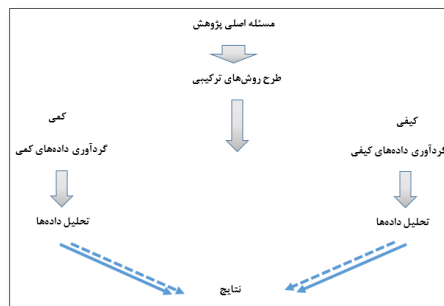 مسئله اصلی پژوهش
طرح روش‌های ترکیبی
کیفی
کمی
گردآوری داده‌های کیفی
گردآوری داده‌های کمی
تحلیل داده‌ها
تحلیل داده‌ها
نتایج